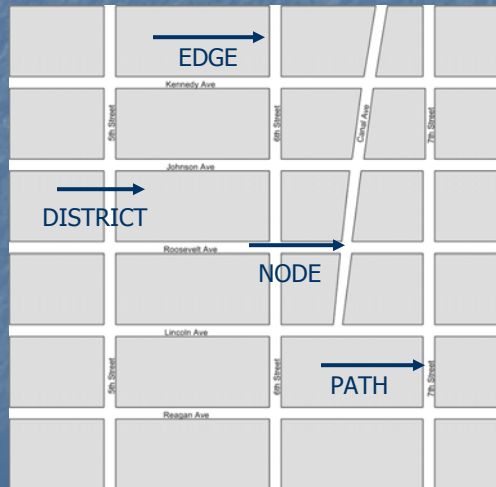 EDGE
Kennedy Ave
5th Street
6th Street
Canal Ave
7th Street
Johnson Ave
DISTRICT
Roosevelt Ave
NODE
Lincoln Ave
5th Street
6th Street
PATH
7th Street
Reagan Ave